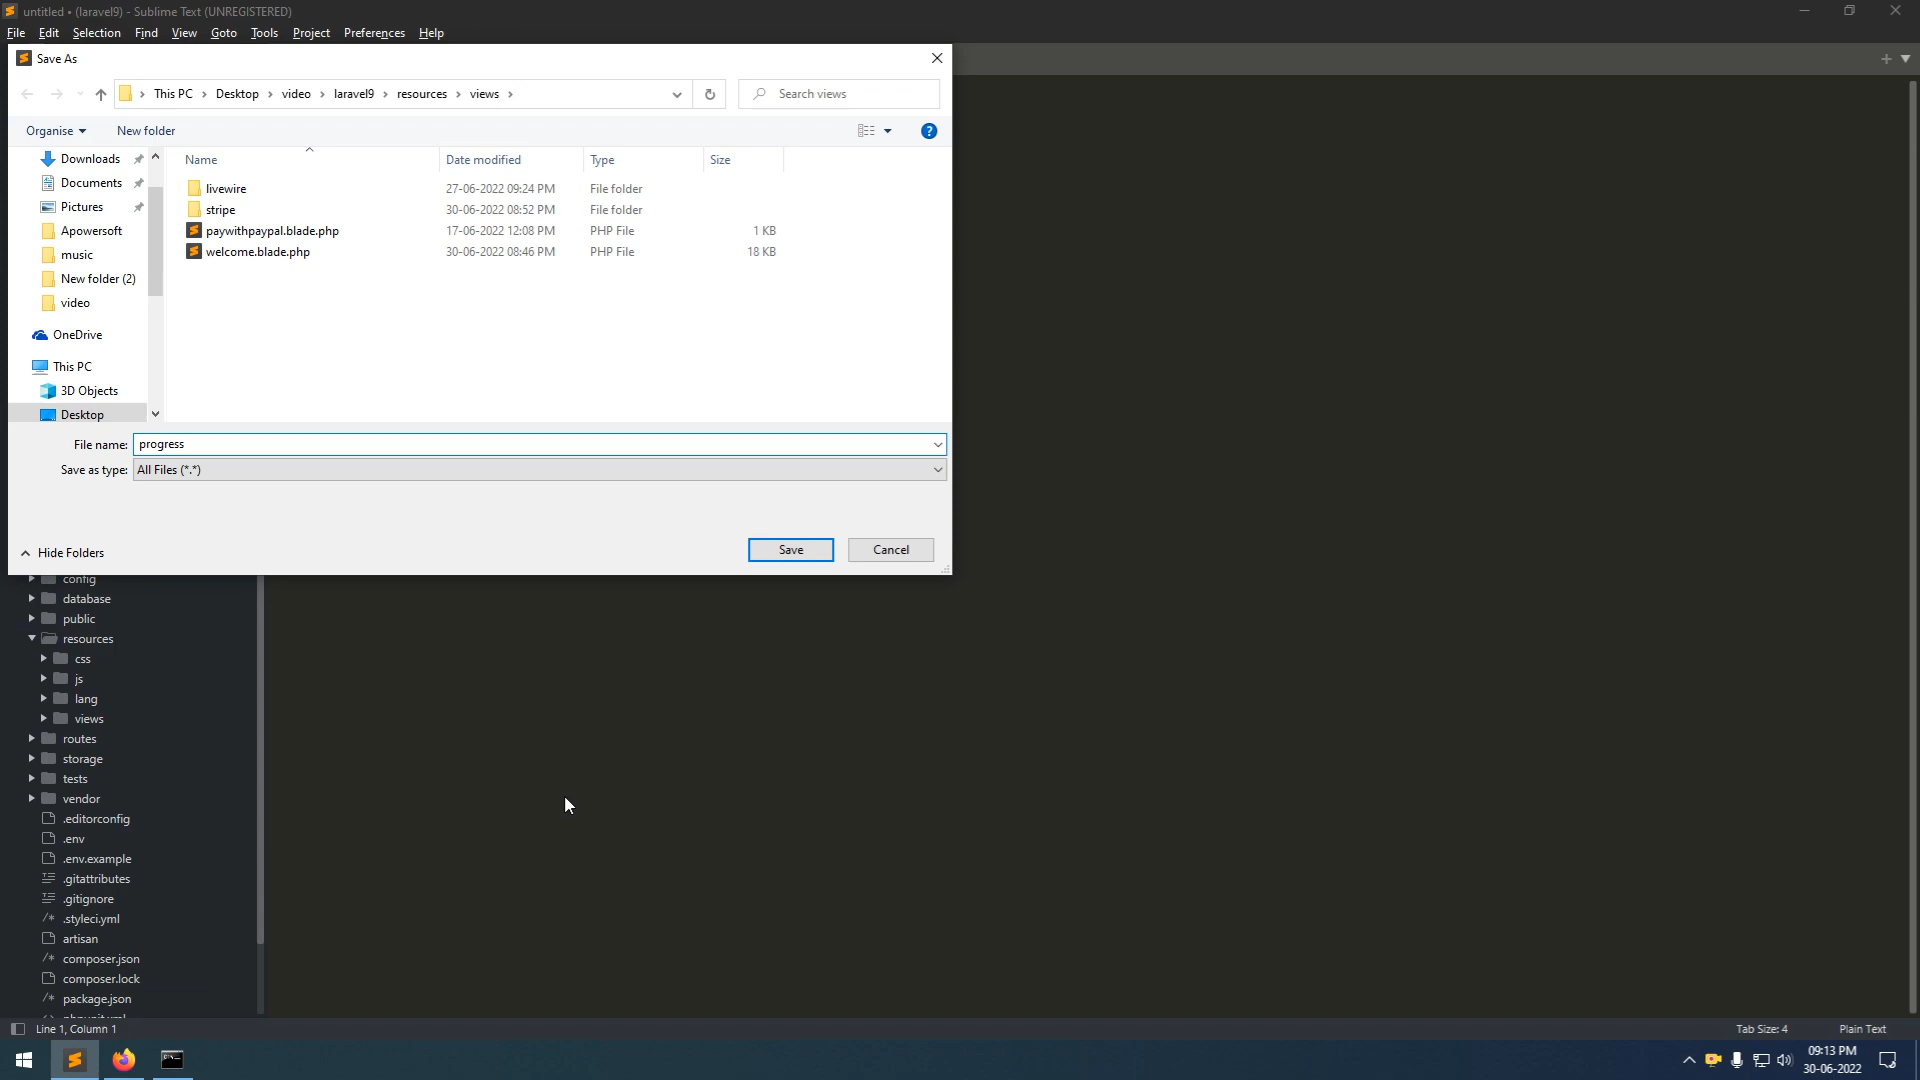 untitled • (laravel9) - Sublime Text (UNREGISTERED)
File Edit Selection Find View Goto Tools Project Preferences Help
Save As
This PC > Desktop > video > laravel9 > resources > views >
Search views
Organise
New folder
Downloads
Documents
Pictures
Apowersoft
music
New folder (2)
video
OneDrive
This PC
3D Objects
Desktop
Name Date modified Type Size
livewire 27-06-2022 09:24 PM File folder
stripe 30-06-2022 08:52 PM File folder
paywithpaypal.blade.php 17-06-2022 12:08 PM PHP File 1 KB
welcome.blade.php 30-06-2022 08:46 PM PHP File 18 KB
File name: progress
Save as type: All Files (*.*)
Hide Folders
Save
Cancel
config
database
public
resources
css
js
lang
views
routes
storage
tests
vendor
.editorconfig
.env
.env.example
.gitattributes
.gitignore
.styleci.yml
artisan
composer.json
composer.lock
package.json
Line 1, Column 1
Tab Size: 4
Plain Text
09:13 PM
30-06-2022